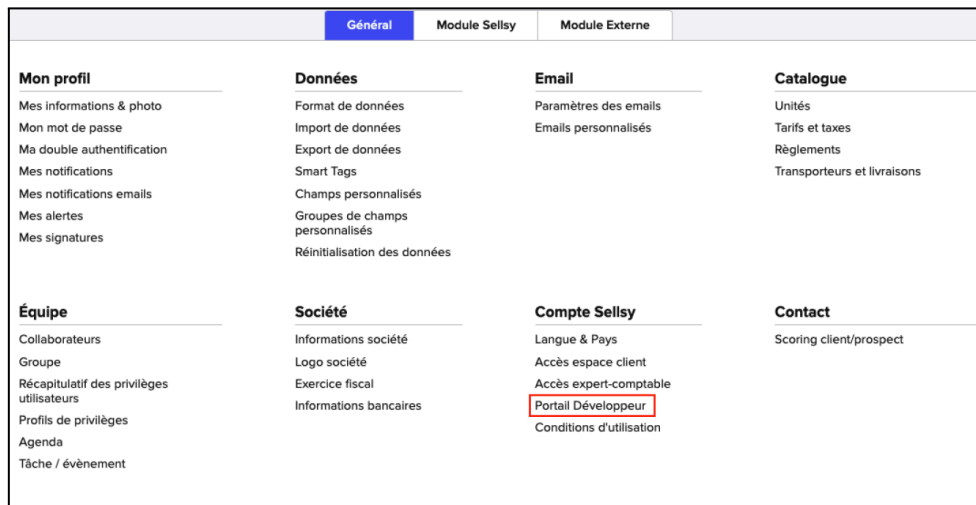 Général
Module Sellsy
Module Externe
Mon profil
Mes informations & photo
Mon mot de passe
Ma double authentification
Mes notifications
Mes notifications emails
Mes alertes
Mes signatures
Données
Format de données
Import de données
Export de données
Smart Tags
Champs personnalisés
Groupes de champs
personnalisés
Réinitialisation des données
Email
Paramètres des emails
Emails personnalisés
Catalogue
Unités
Tarifs et taxes
Règlements
Transporteurs et livraisons
Équipe
Collaborateurs
Groupe
Récapitulatif des privilèges
utilisateurs
Profils de privilèges
Agenda
Tâche / évènement
Société
Informations société
Logo société
Exercice fiscal
Informations bancaires
Compte Sellsy
Langue & Pays
Accès espace client
Accès expert-comptable
Portail Développeur
Conditions d'utilisation
Contact
Scoring client/prospect